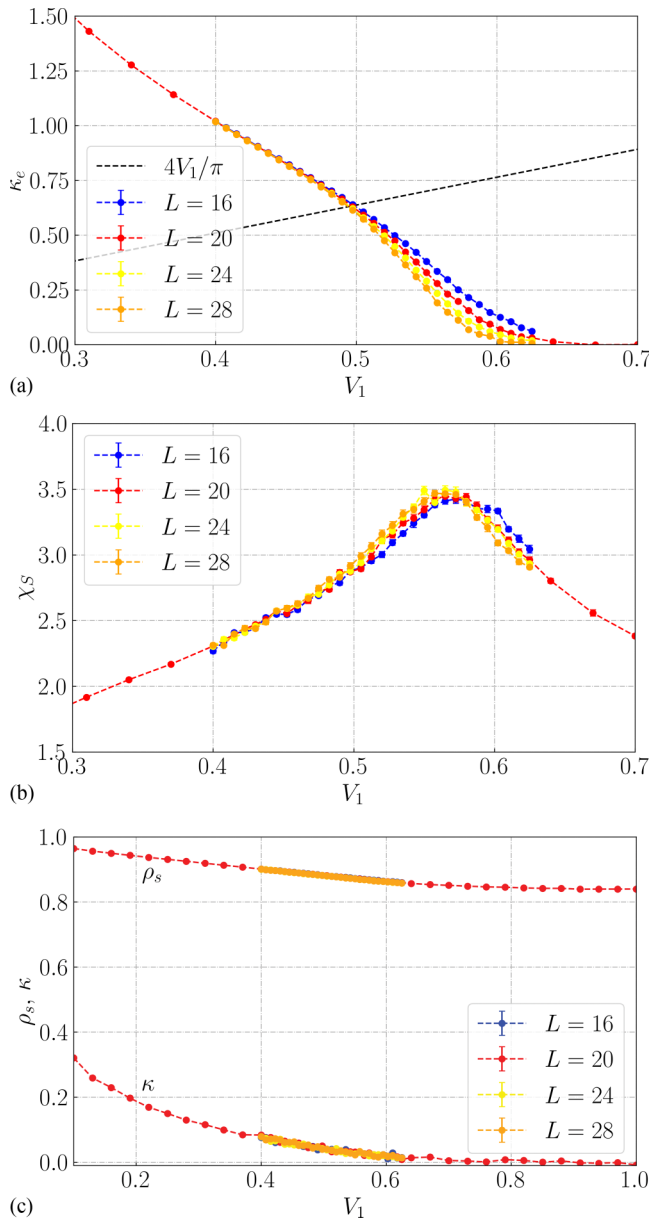 1.50
1.25
1.00
0.75
0.50
0.25
0.00
κ_e
4V_1/π
L = 16
L = 20
L = 24
L = 28
0.3 0.4 0.5 0.6 0.7
V_1
(a)
4.0
3.5
3.0
2.5
2.0
1.5
χ_S
L = 16
L = 20
L = 24
L = 28
0.3 0.4 0.5 0.6 0.7
V_1
(b)
1.0
0.8
0.6
0.4
0.2
0.0
ρ_s, κ
ρ_s
κ
L = 16
L = 20
L = 24
L = 28
0.2 0.4 0.6 0.8 1.0
V_1
(c)